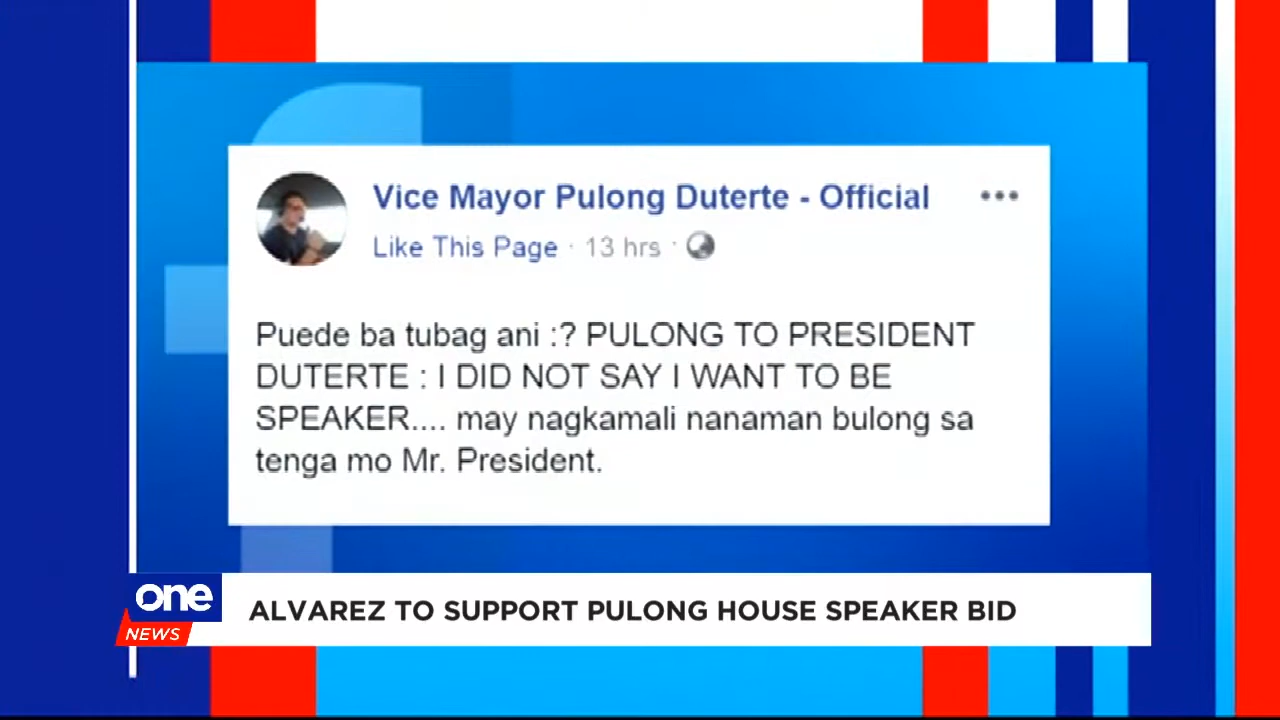 Vice Mayor Pulong Duterte - Official
Like This Page · 13 hrs ·
Puede ba tubag ani :? PULONG TO PRESIDENT
DUTERTE : I DID NOT SAY I WANT TO BE
SPEAKER.... may nagkamali nanaman bulong sa
tenga mo Mr. President.
one
NEWS
ALVAREZ TO SUPPORT PULONG HOUSE SPEAKER BID